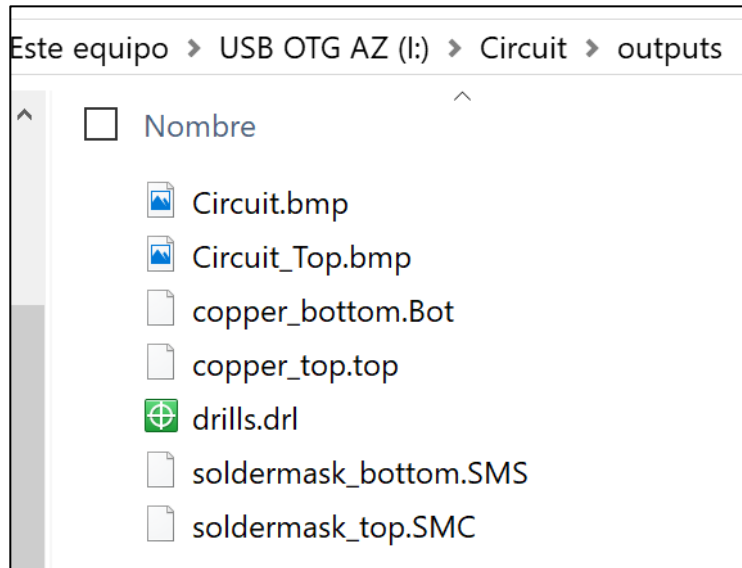 Este equipo > USB OTG AZ (I:) > Circuit > outputs
Nombre
Circuit.bmp
Circuit_Top.bmp
copper_bottom.Bot
copper_top.top
drills.drl
soldermask_bottom.SMS
soldermask_top.SMC